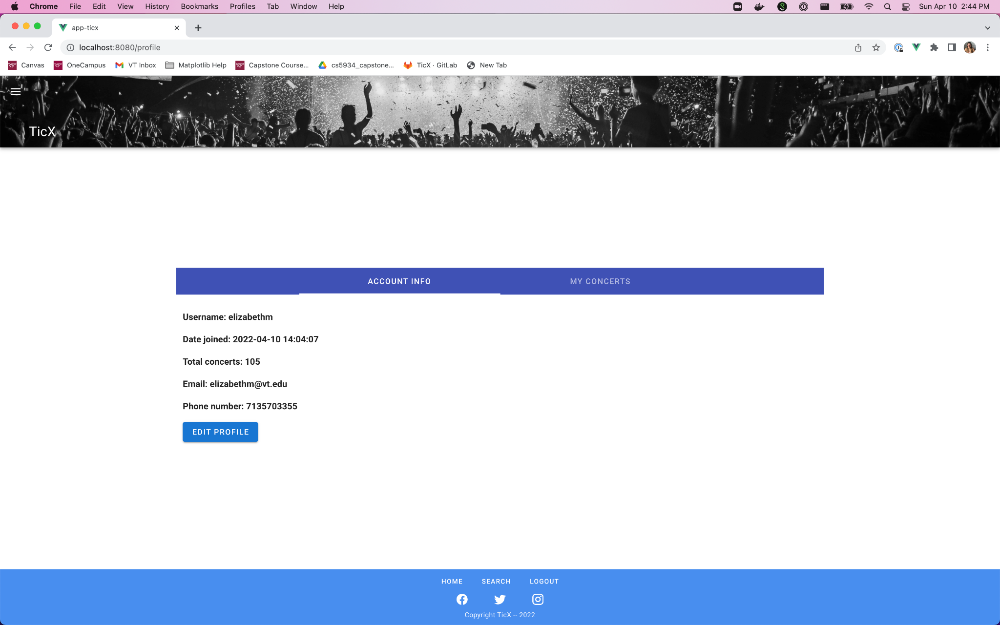 Chrome File Edit View History Bookmarks Profiles Tab Window Help Sun Apr 10 2:44 PM
app-ticx
localhost:8080/profile
Canvas OneCampus VT Inbox Matplotlib Help Capstone Course... cs5934_capstone... TicX · GitLab New Tab
TicX
ACCOUNT INFO MY CONCERTS
Username: elizabethm
Date joined: 2022-04-10 14:04:07
Total concerts: 105
Email: elizabethm@vt.edu
Phone number: 7135703355
EDIT PROFILE
HOME SEARCH LOGOUT
Copyright TicX -- 2022